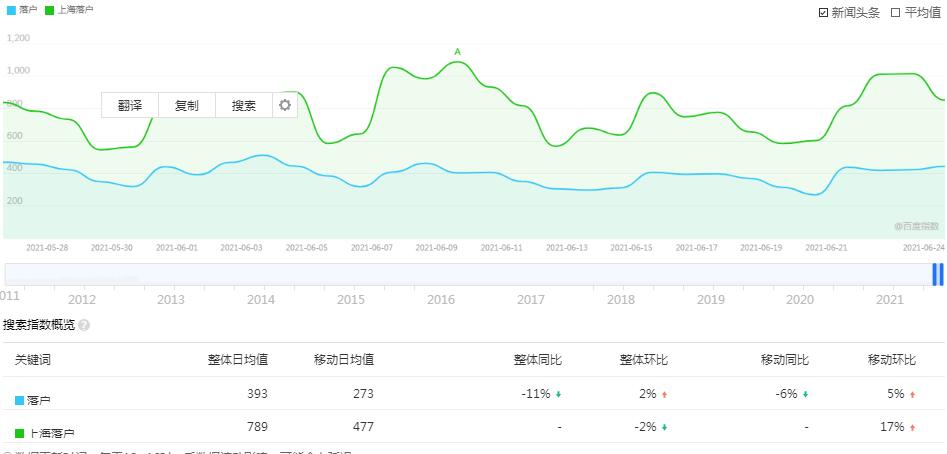 落户 上海落户
新闻头条 平均值
1,200
A
1,000
800
翻译 复制 搜索
600
400
200
@百度指数
2021-05-28 2021-05-30 2021-06-01 2021-06-03 2021-06-05 2021-06-07 2021-06-09 2021-06-11 2021-06-13 2021-06-15 2021-06-17 2021-06-19 2021-06-21 2021-06-24
011 2012 2013 2014 2015 2016 2017 2018 2019 2020 2021
搜索指数概览 ?
关键词 整体日均值 移动日均值 整体同比 整体环比 移动同比 移动环比
落户 393 273 -11% 2% -6% 5%
上海落户 789 477 - -2% - 17%